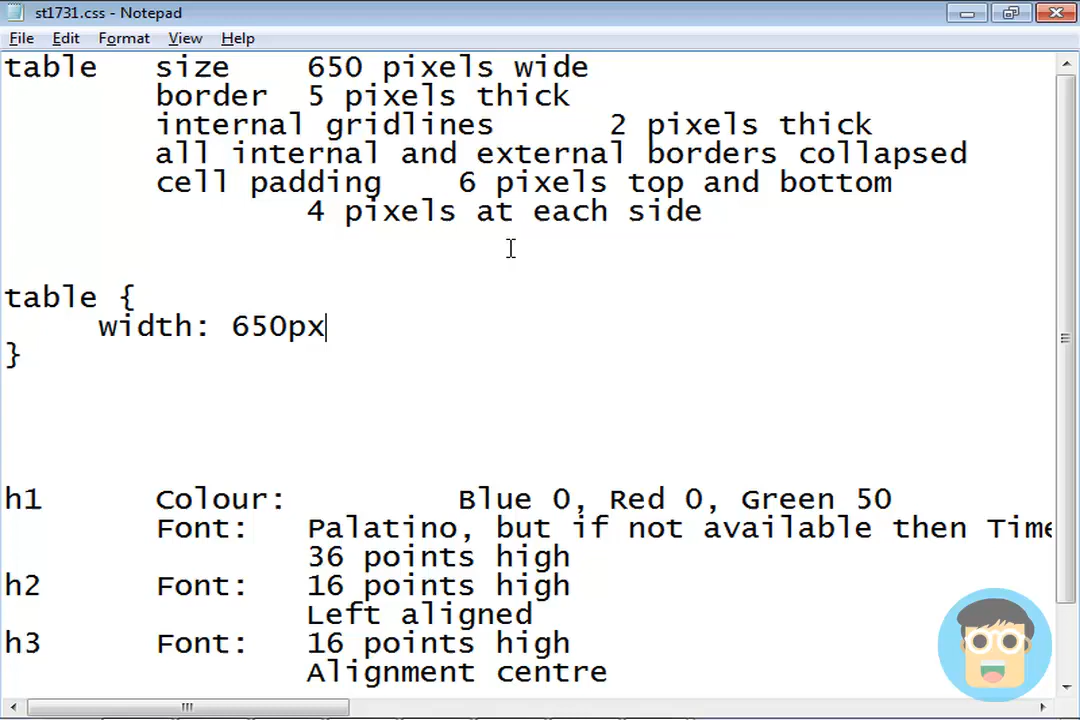 st1731.css - Notepad
File Edit Format View Help
table size 650 pixels wide
border 5 pixels thick
internal gridlines 2 pixels thick
all internal and external borders collapsed
cell padding 6 pixels top and bottom
4 pixels at each side
table {
width: 650px
}
h1 Colour: Blue 0, Red 0, Green 50
Font: Palatino, but if not available then Time
36 points high
h2 Font: 16 points high
Left aligned
h3 Font: 16 points high
Alignment centre